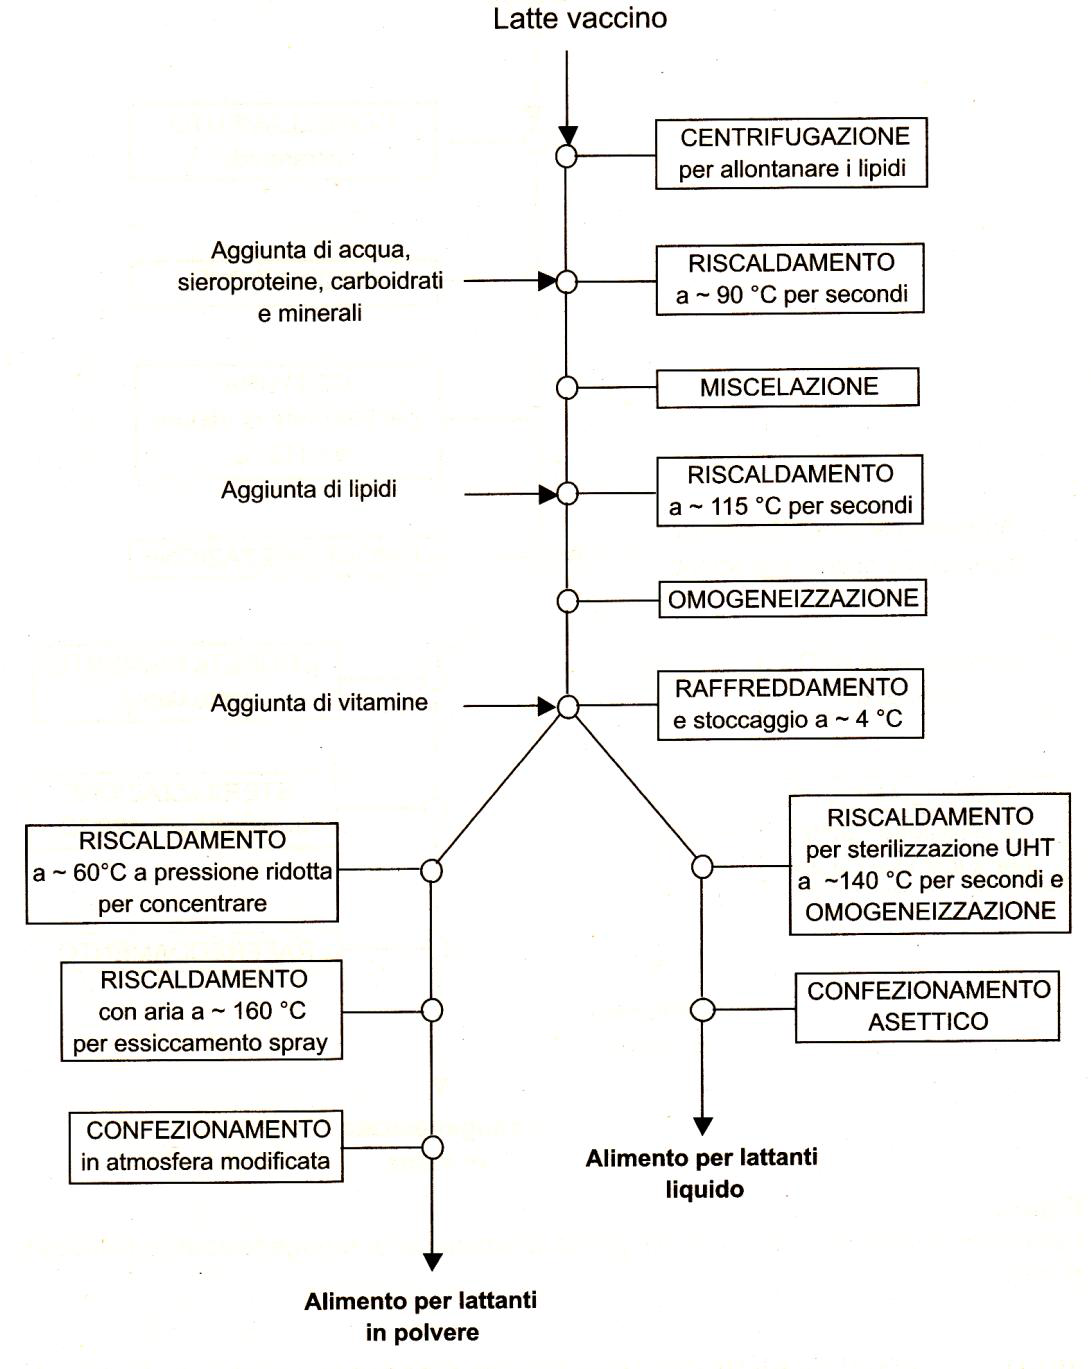 Latte vaccino
CENTRIFUGAZIONE
per allontanare i lipidi
Aggiunta di acqua,
sieroproteine, carboidrati
e minerali
RISCALDAMENTO
a ~ 90 °C per secondi
MISCELAZIONE
Aggiunta di lipidi
RISCALDAMENTO
a ~ 115 °C per secondi
OMOGENEIZZAZIONE
Aggiunta di vitamine
RAFFREDDAMENTO
e stoccaggio a ~ 4 °C
RISCALDAMENTO
a ~ 60°C a pressione ridotta
per concentrare
RISCALDAMENTO
con aria a ~ 160 °C
per essiccamento spray
CONFEZIONAMENTO
in atmosfera modificata
Alimento per lattanti
in polvere
RISCALDAMENTO
per sterilizzazione UHT
a ~140 °C per secondi e
OMOGENEIZZAZIONE
CONFEZIONAMENTO
ASETTICO
Alimento per lattanti
liquido